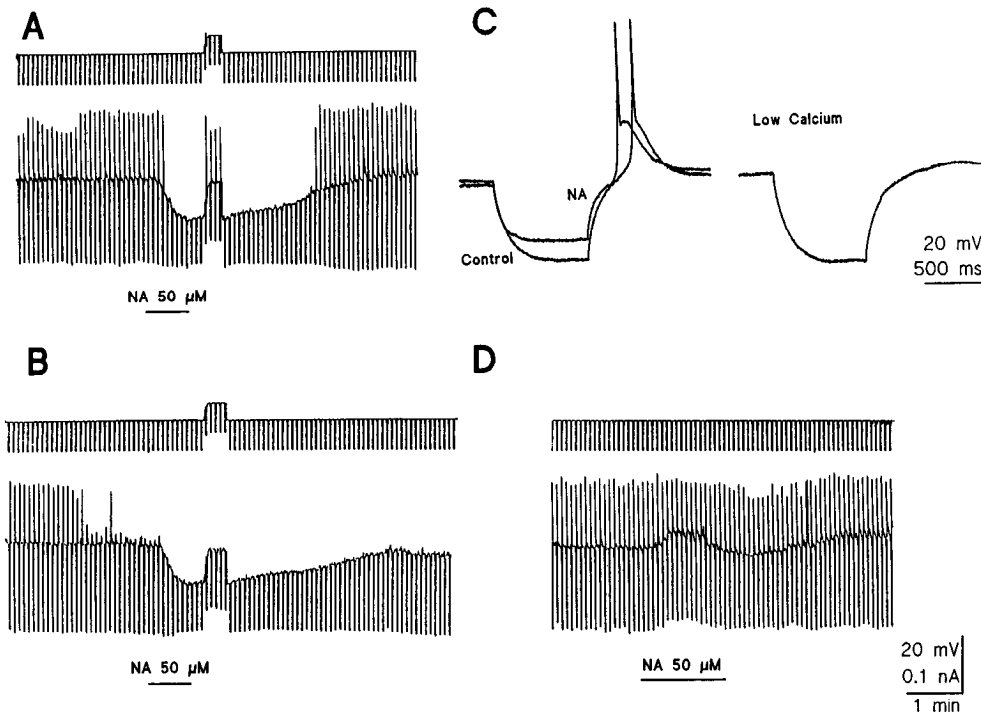 A
NA 50 µM
C
NA
Control
Low Calcium
20 mV
500 ms
B
NA 50 µM
D
NA 50 µM
20 mV
0.1 nA
1 min